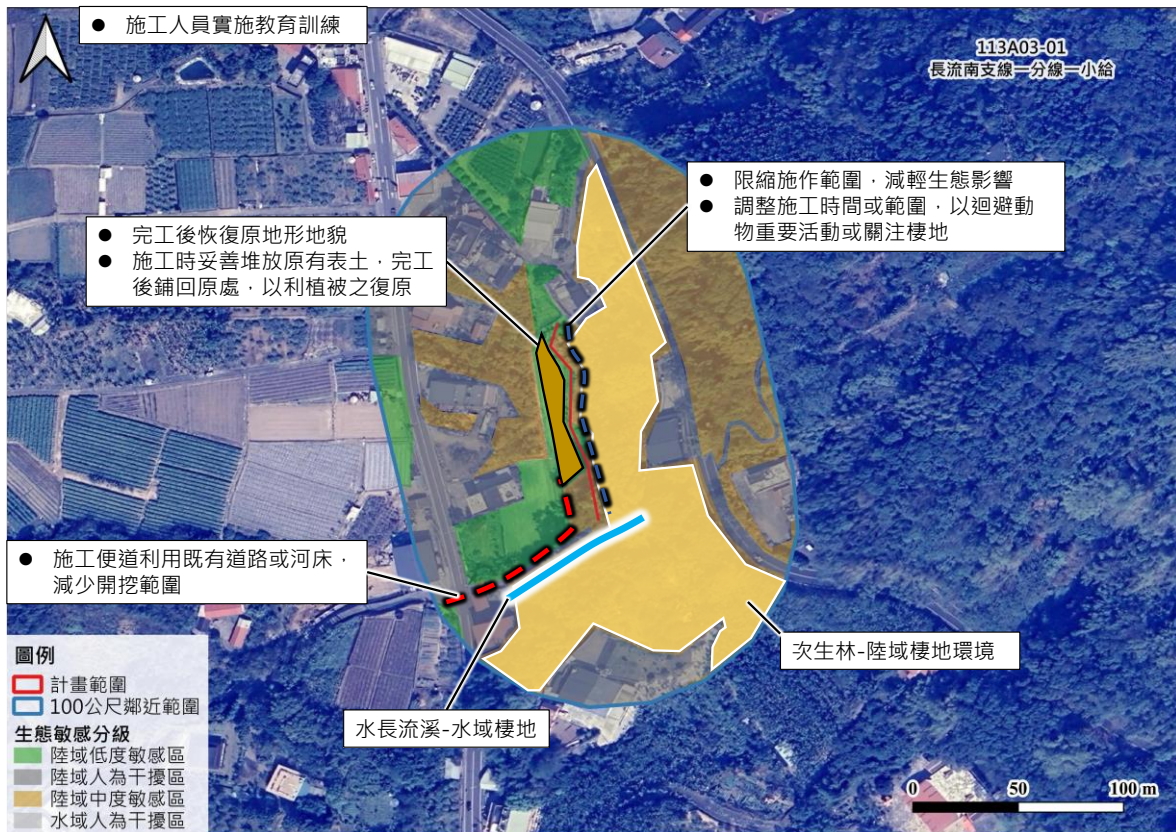 ● 施工人員實施教育訓練
113A03-01
長流南支線一分線一小給
● 限縮施作範圍，減輕生態影響
● 調整施工時間或範圍，以迴避動
物重要活動或關注棲地
● 完工後恢復原地形地貌
● 施工時妥善堆放原有表土，完工
後鋪回原處，以利植被之復原
● 施工便道利用既有道路或河床，
減少開挖範圍
次生林-陸域棲地環境
水長流溪-水域棲地
圖例
計畫範圍
100公尺鄰近範圍
生態敏感分級
陸域低度敏感區
陸域人為干擾區
陸域中度敏感區
水域人為干擾區
0 50 100 m